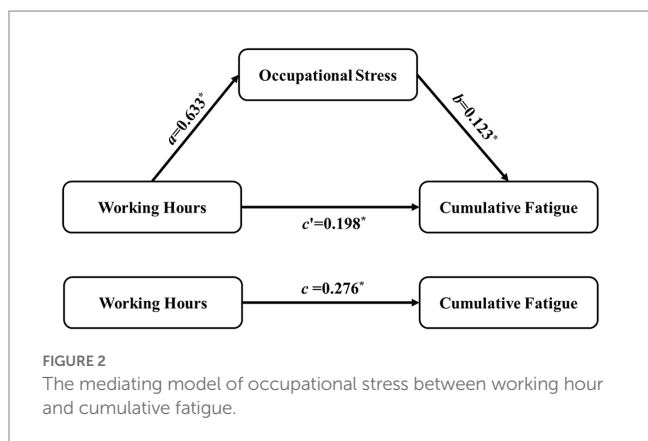 Occupational Stress
a=0.633*
b=0.123*
Working Hours
Cumulative Fatigue
c'=0.198*
Working Hours
Cumulative Fatigue
c =0.276*
FIGURE 2
The mediating model of occupational stress between working hour
and cumulative fatigue.